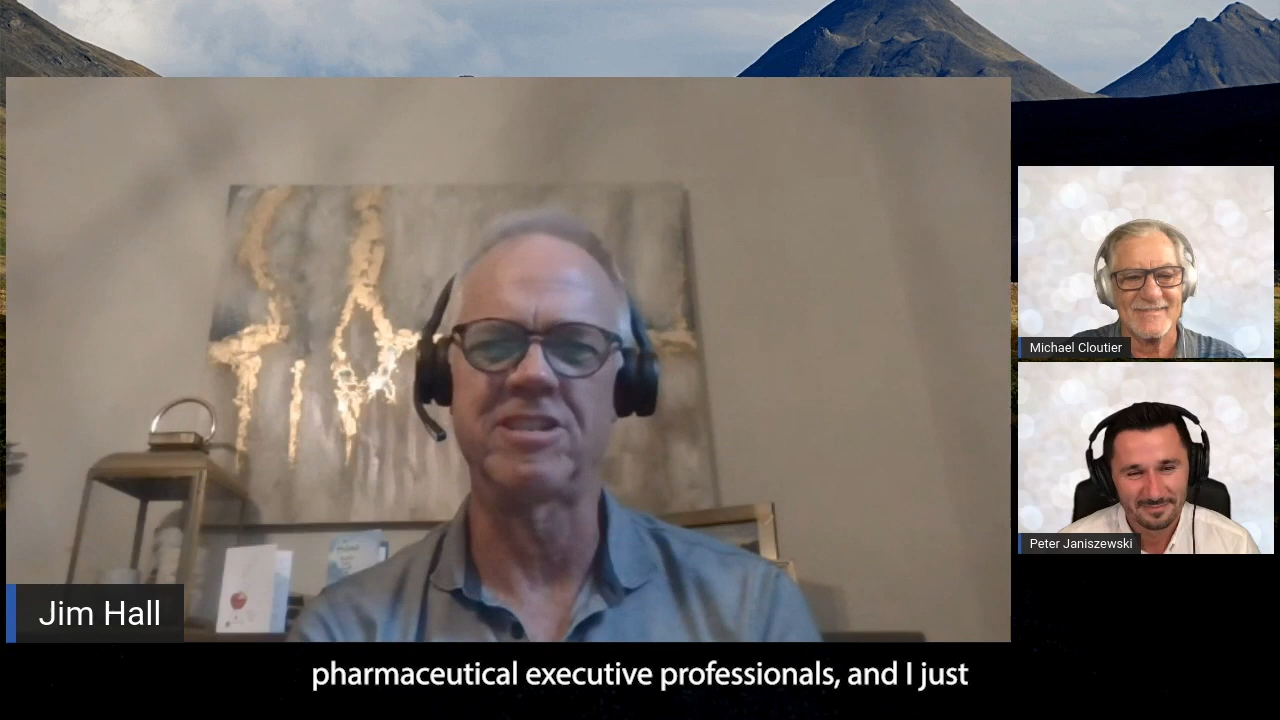 Michael Cloutier
Peter Janiszewski
Jim Hall
pharmaceutical executive professionals, and I just